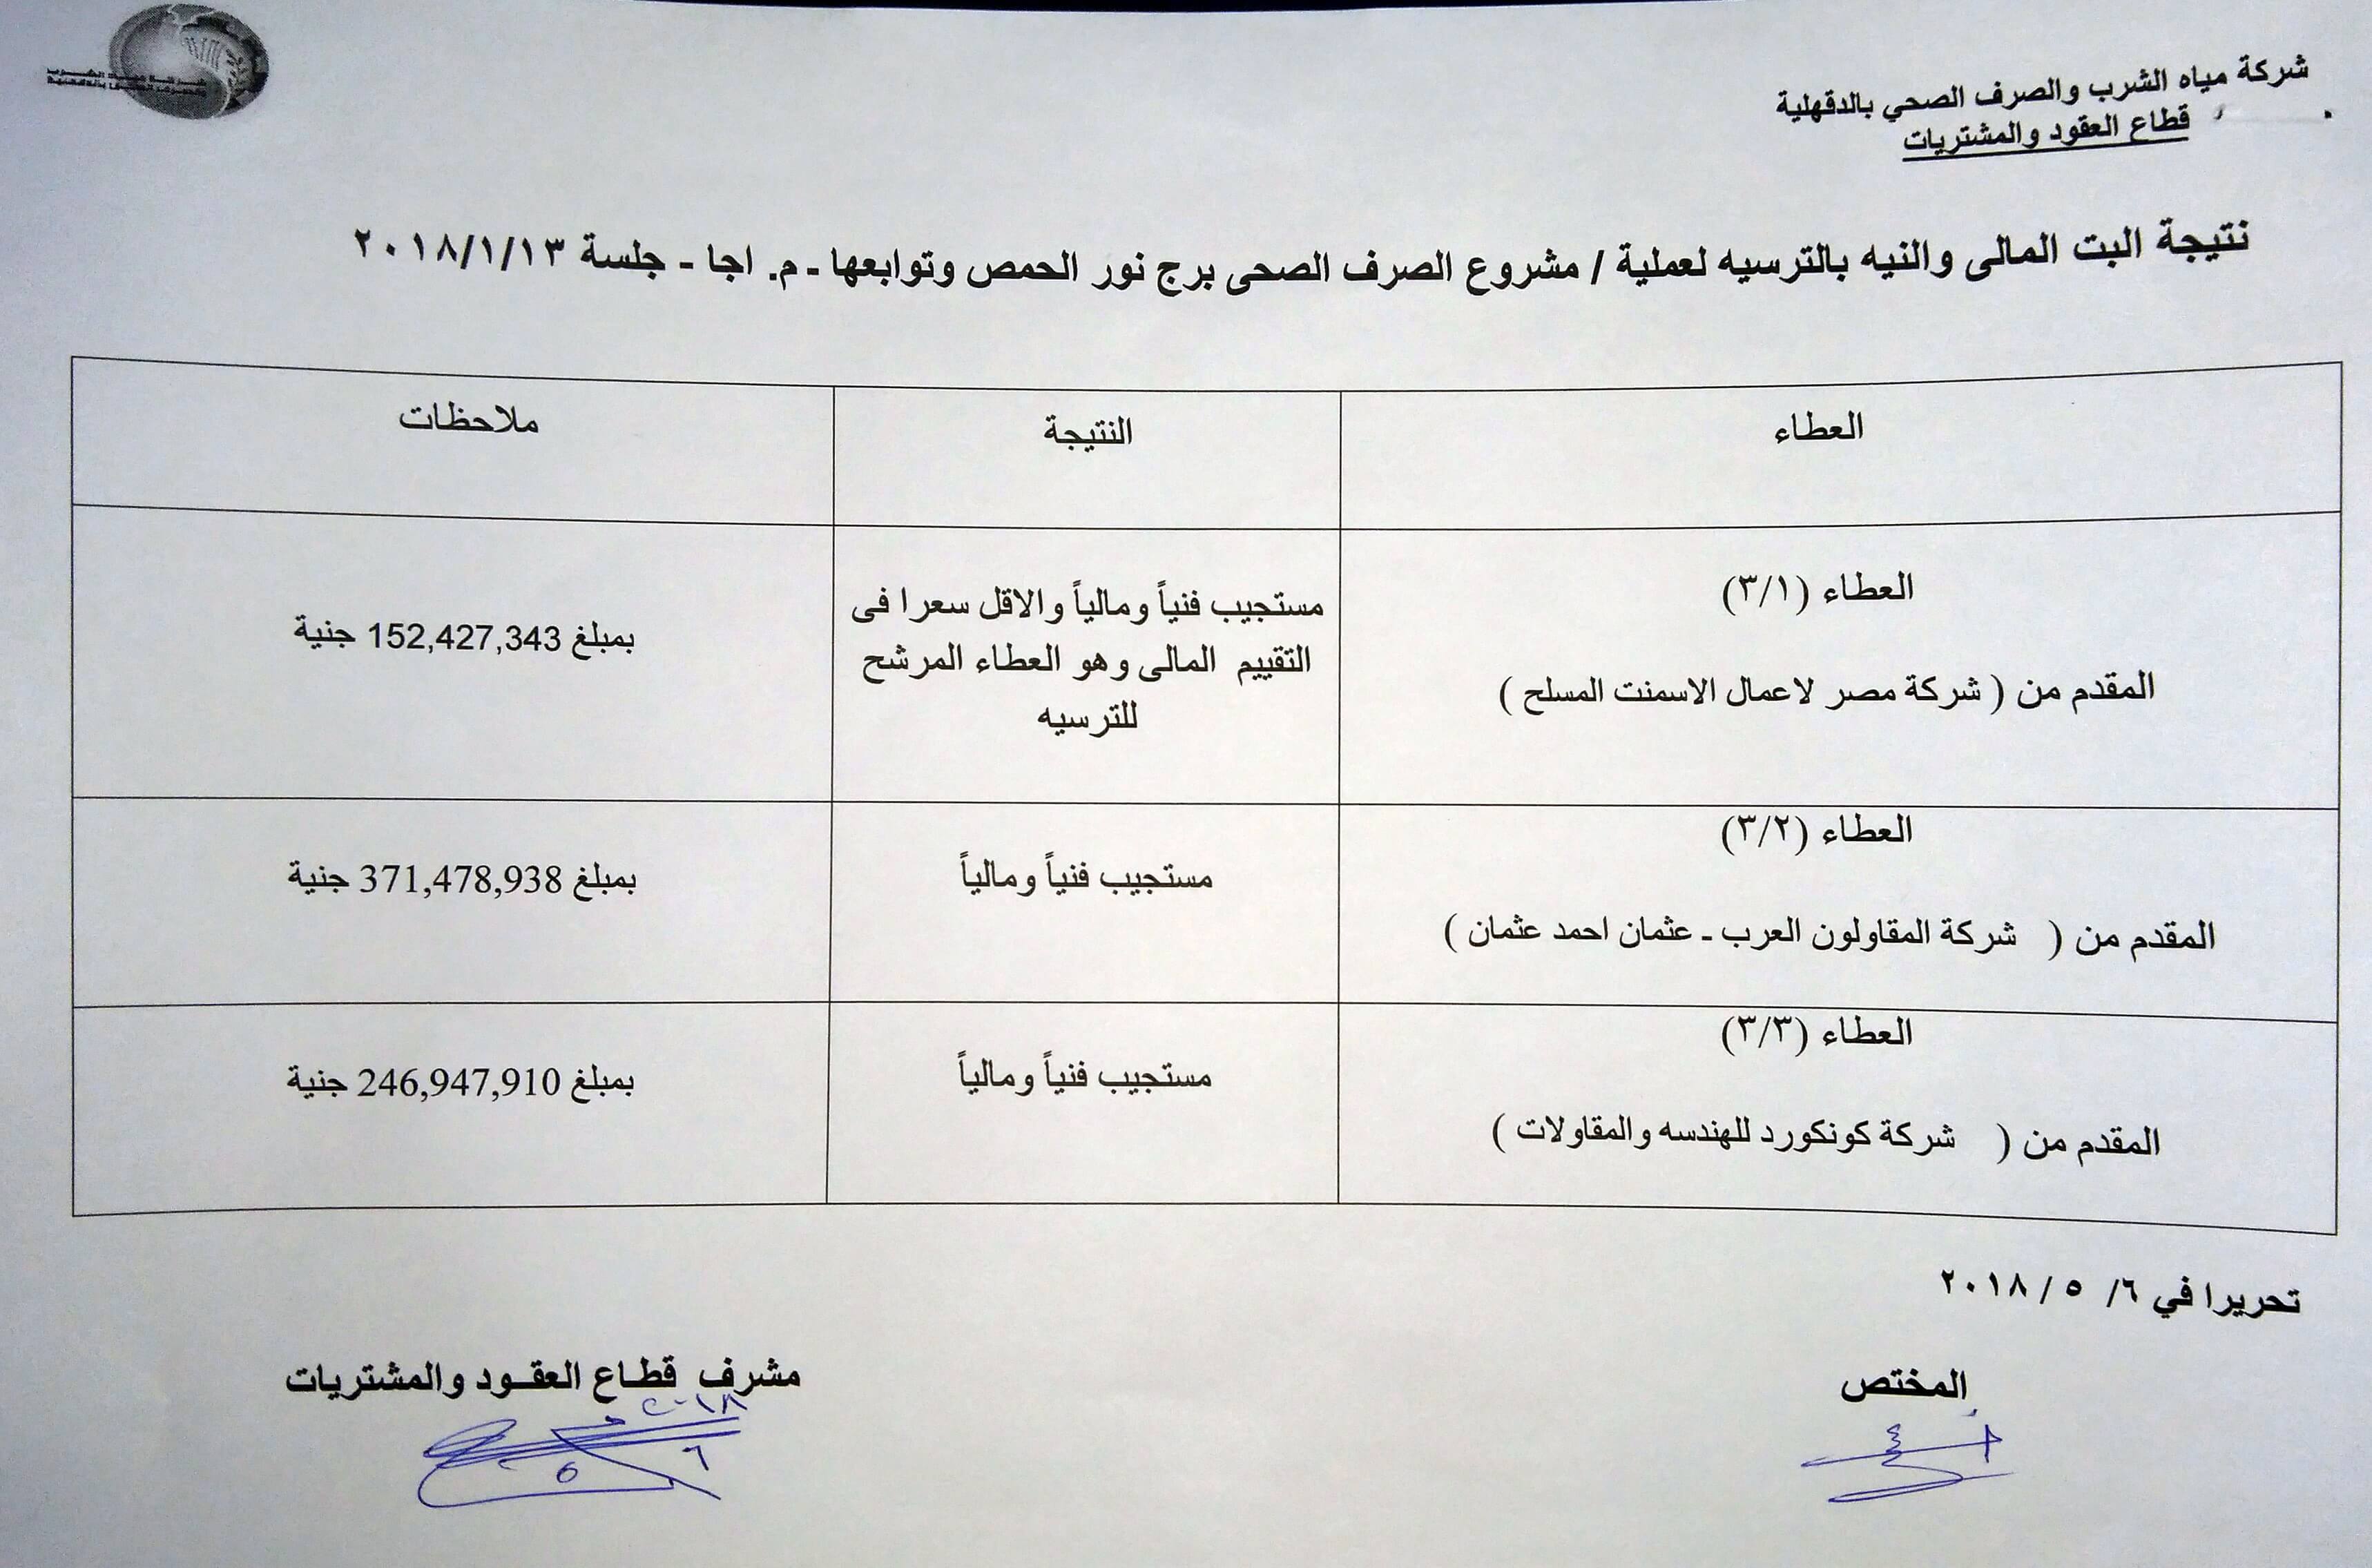 شركة مياه الشرب والصرف الصحي بالدقهلية
قطاع العقود والمشتريات
نتيجة البت المالى والنيه بالترسيه لعملية / مشروع الصرف الصحى برج نور الحمص وتوابعها - م. اجا - جلسة ٢٠١٨/١/١٣
العطاء
النتيجة
ملاحظات
العطاء (٣/١)
المقدم من ( شركة مصر لاعمال الاسمنت المسلح )
مستجيب فنياً ومالياً والاقل سعرا فى
التقييم المالى وهو العطاء المرشح
للترسيه
بمبلغ 152,427,343 جنية
العطاء (٣/٢)
المقدم من ( شركة المقاولون العرب - عثمان احمد عثمان )
مستجيب فنياً ومالياً
بمبلغ 371,478,938 جنية
العطاء (٣/٣)
المقدم من ( شركة كونكورد للهندسه والمقاولات )
مستجيب فنياً ومالياً
بمبلغ 246,947,910 جنية
تحريرا في ٦/ ٥ / ٢٠١٨
المختص
مشرف قطاع العقود والمشتريات
٢٠١٨
٦
٥